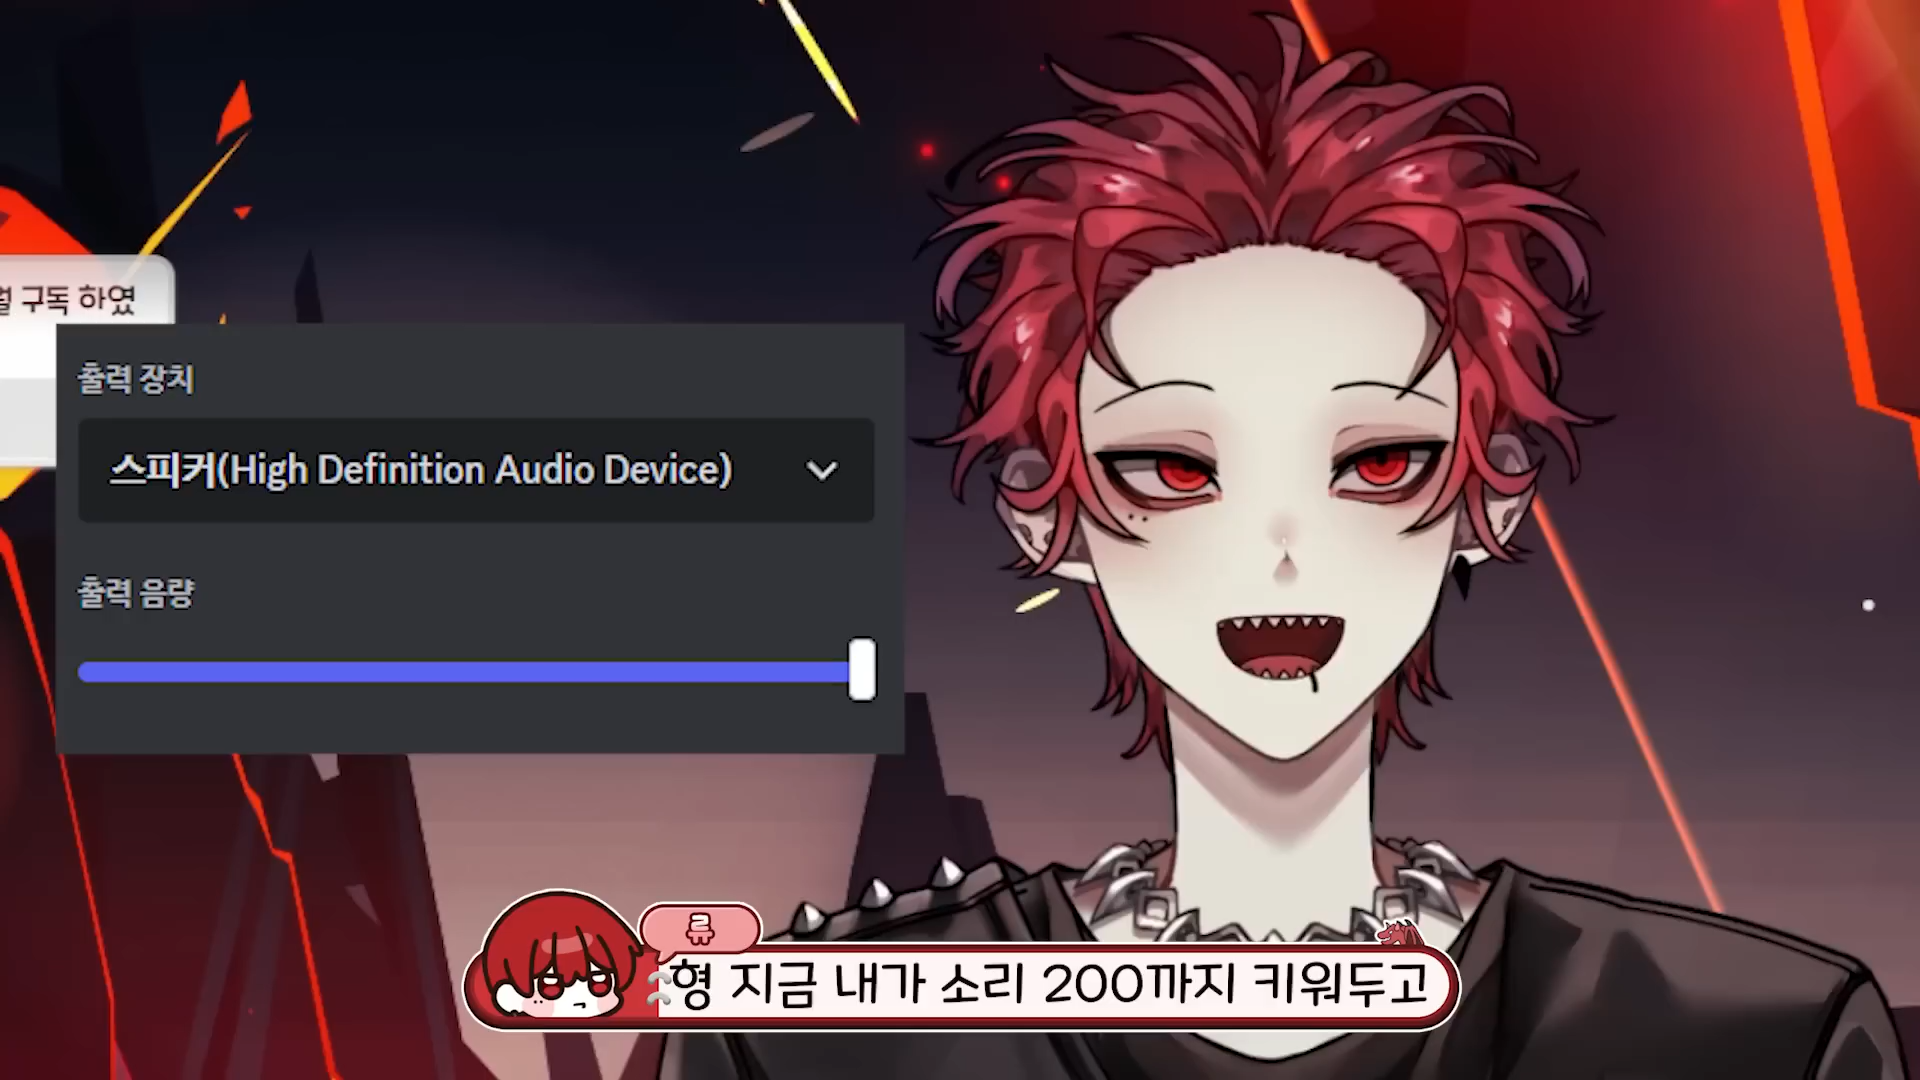 구독 하였
출력 장치
스피커(High Definition Audio Device)
출력 음량
류
형 지금 내가 소리 200까지 키워두고